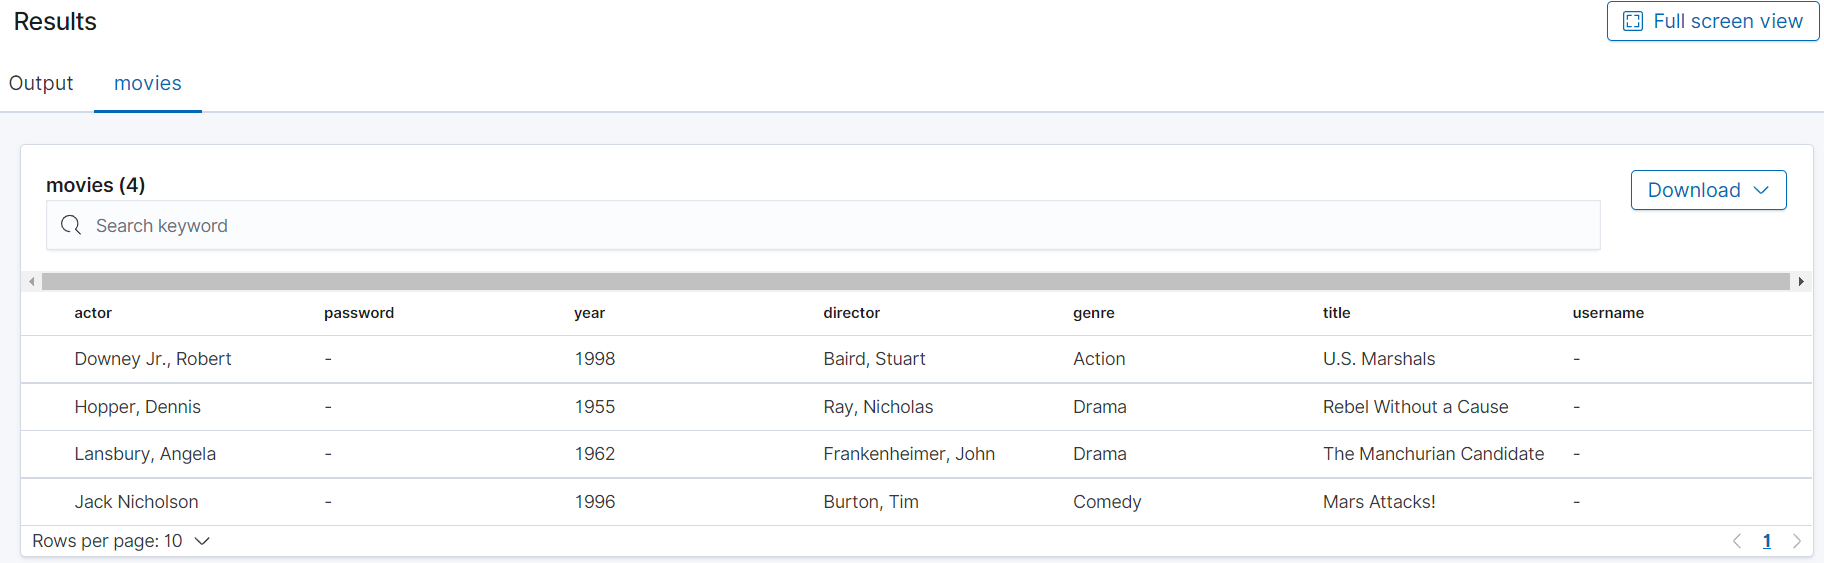 Results
Full screen view
Output movies
movies (4)
Download
Search keyword
actor password year director genre title username
Downey Jr., Robert - 1998 Baird, Stuart Action U.S. Marshals -
Hopper, Dennis - 1955 Ray, Nicholas Drama Rebel Without a Cause -
Lansbury, Angela - 1962 Frankenheimer, John Drama The Manchurian Candidate -
Jack Nicholson - 1996 Burton, Tim Comedy Mars Attacks! -
Rows per page: 10
1